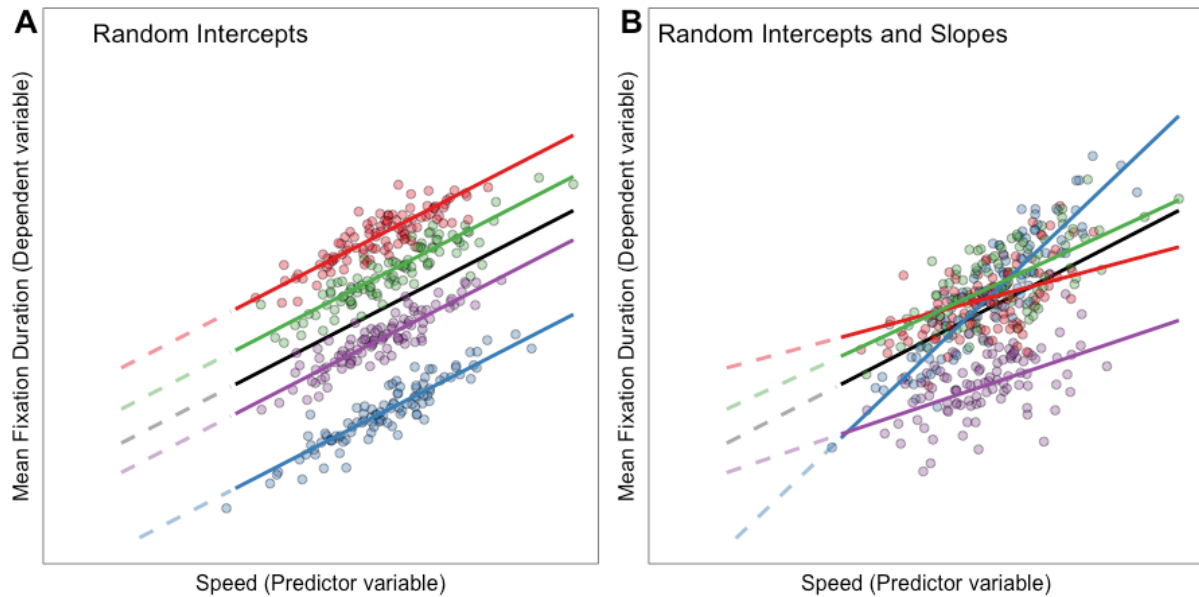 A
Random Intercepts
Mean Fixation Duration (Dependent variable)
Speed (Predictor variable)
B
Random Intercepts and Slopes
Mean Fixation Duration (Dependent variable)
Speed (Predictor variable)